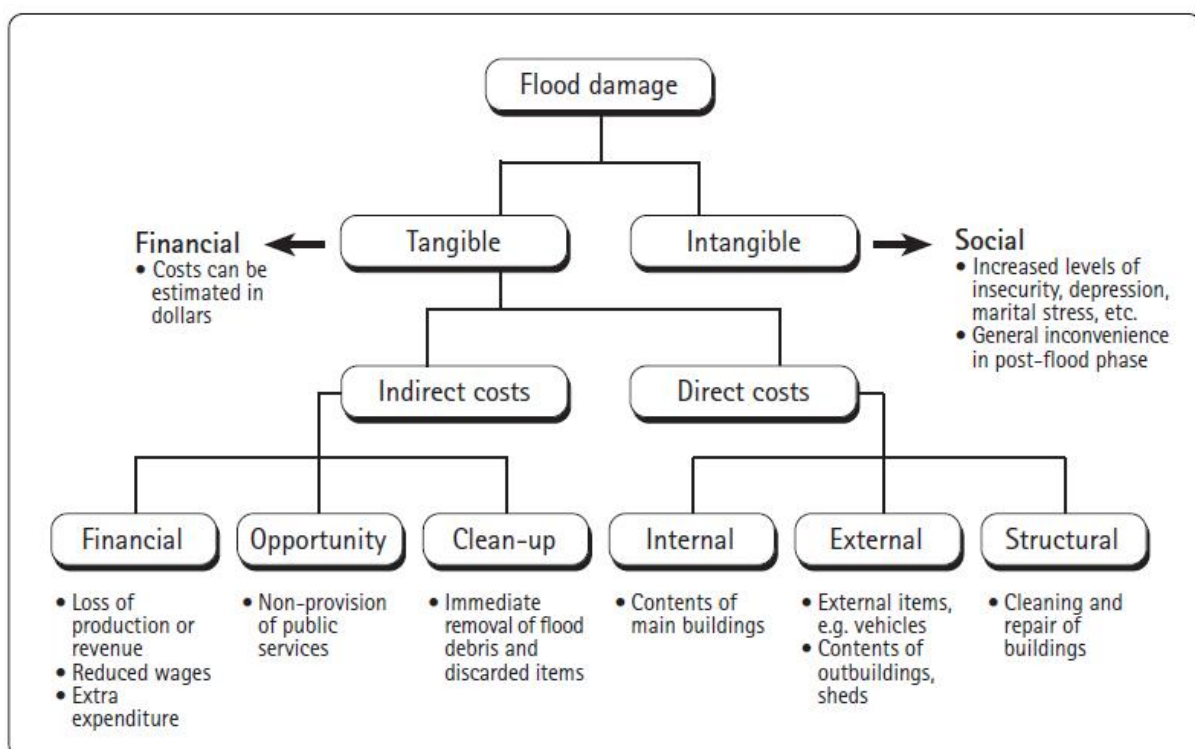 Flood damage
Financial
• Costs can be
estimated in
dollars
Tangible
Intangible
Social
• Increased levels of
insecurity, depression,
marital stress, etc.
• General inconvenience
in post-flood phase
Indirect costs
Direct costs
Financial
• Loss of
production or
revenue
• Reduced wages
• Extra
expenditure
Opportunity
• Non-provision
of public
services
Clean-up
• Immediate
removal of flood
debris and
discarded items
Internal
• Contents of
main buildings
External
• External items,
e.g. vehicles
• Contents of
outbuildings,
sheds
Structural
• Cleaning and
repair of
buildings